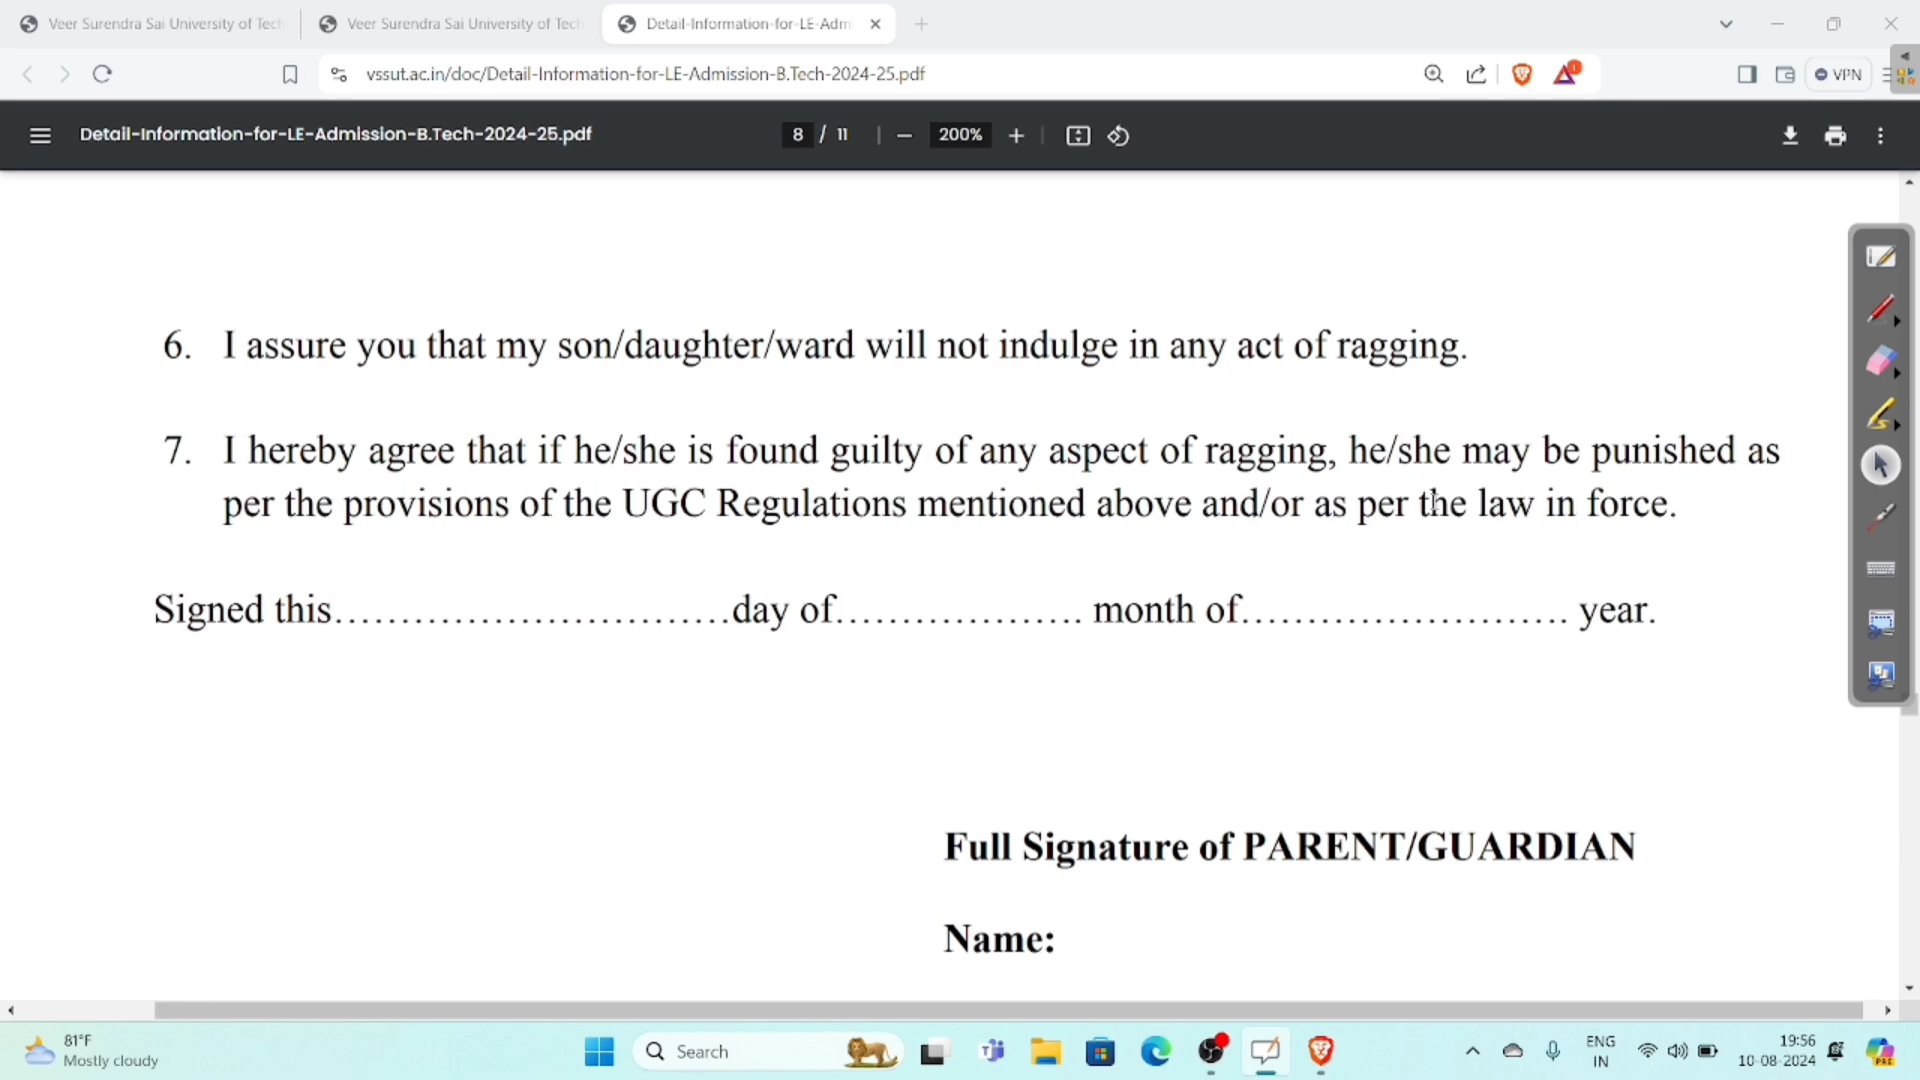 Veer Surendra Sai University of Tech
Veer Surendra Sai University of Tech
Detail-Information-for-LE-Adm
vssut.ac.in/doc/Detail-Information-for-LE-Admission-B.Tech-2024-25.pdf
1
VPN
Detail-Information-for-LE-Admission-B.Tech-2024-25.pdf
8 / 11
200%
6. I assure you that my son/daughter/ward will not indulge in any act of ragging.
7. I hereby agree that if he/she is found guilty of any aspect of ragging, he/she may be punished as
per the provisions of the UGC Regulations mentioned above and/or as per the law in force.
Signed this..............................day of................... month of........................ year.
Full Signature of PARENT/GUARDIAN
Name:
81°F
Mostly cloudy
Search
ENG
IN
19:56
10-08-2024
PRE